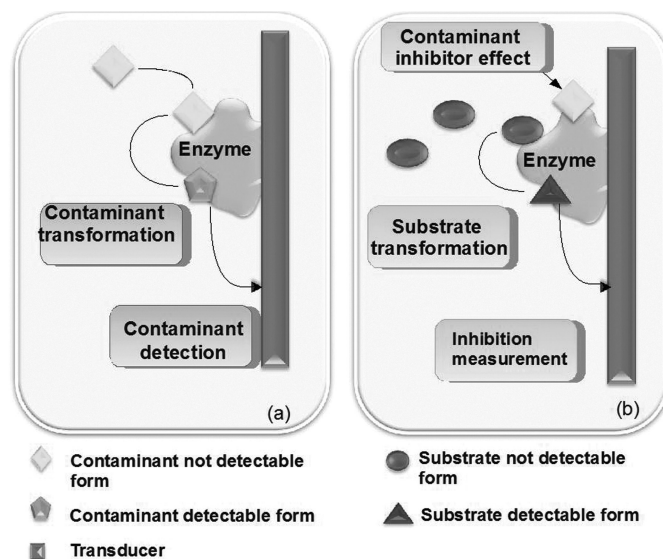 Enzyme
Contaminant
transformation
Contaminant
detection
(a)
Contaminant
inhibitor effect
Enzyme
Substrate
transformation
Inhibition
measurement
(b)
Contaminant not detectable
form
Contaminant detectable form
Transducer
Substrate not detectable
form
Substrate detectable form